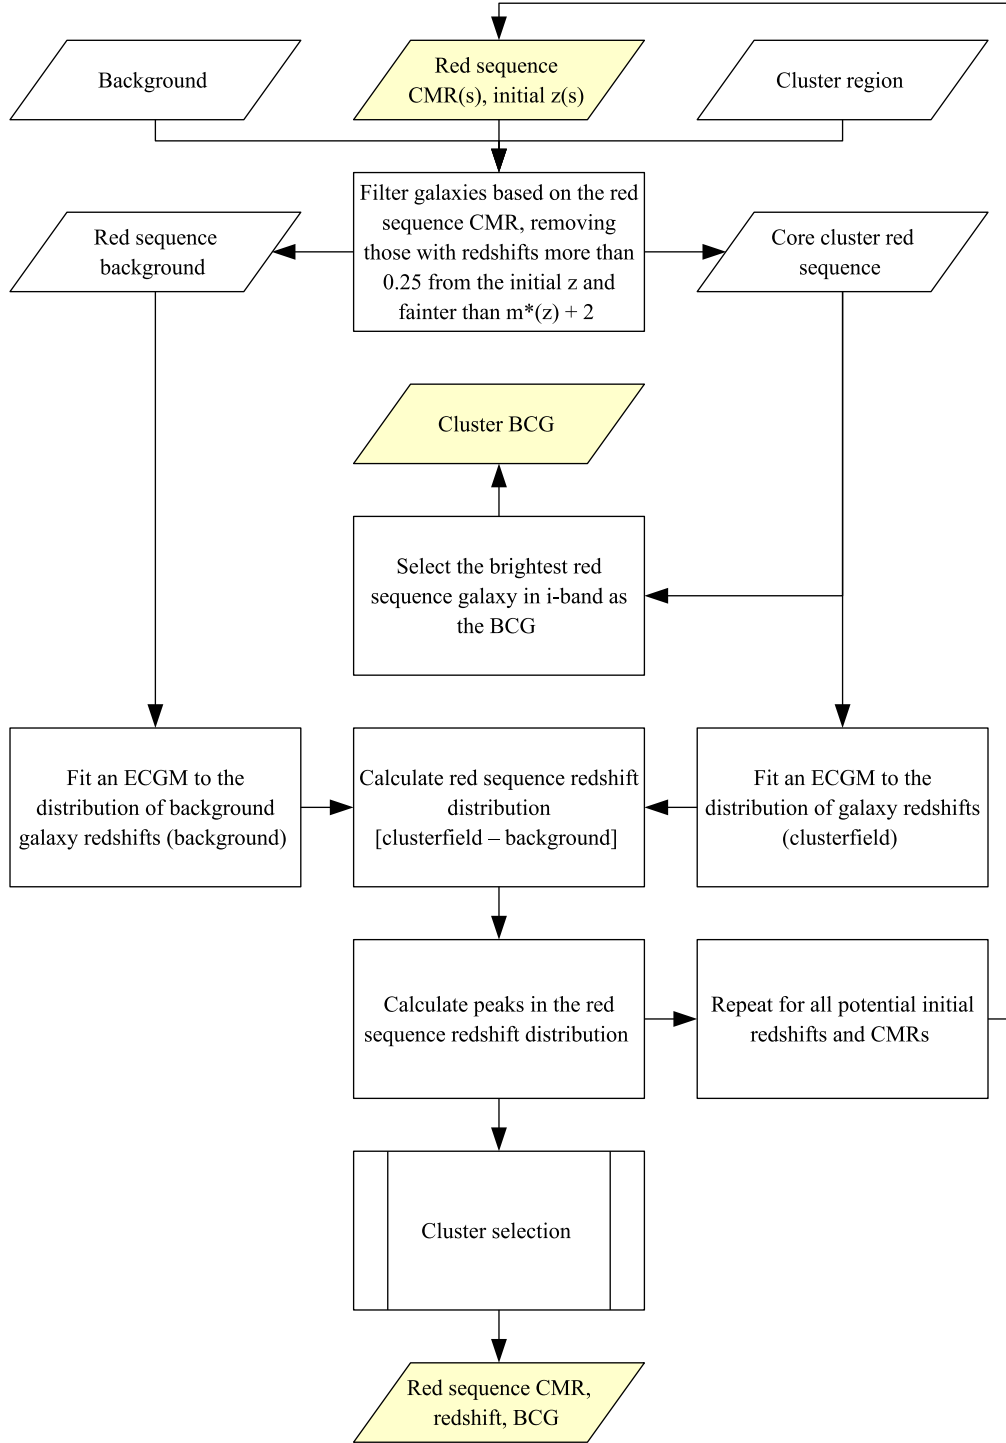 Background
Red sequence
CMR(s), initial z(s)
Cluster region
Filter galaxies based on the red
sequence CMR, removing
those with redshifts more than
0.25 from the initial z and
fainter than m*(z) + 2
Red sequence
background
Core cluster red
sequence
Cluster BCG
Select the brightest red
sequence galaxy in i-band as
the BCG
Fit an ECGM to the
distribution of background
galaxy redshifts (background)
Calculate red sequence redshift
distribution
[clusterfield – background]
Fit an ECGM to the
distribution of galaxy redshifts
(clusterfield)
Calculate peaks in the red
sequence redshift distribution
Repeat for all potential initial
redshifts and CMRs
Cluster selection
Red sequence CMR,
redshift, BCG